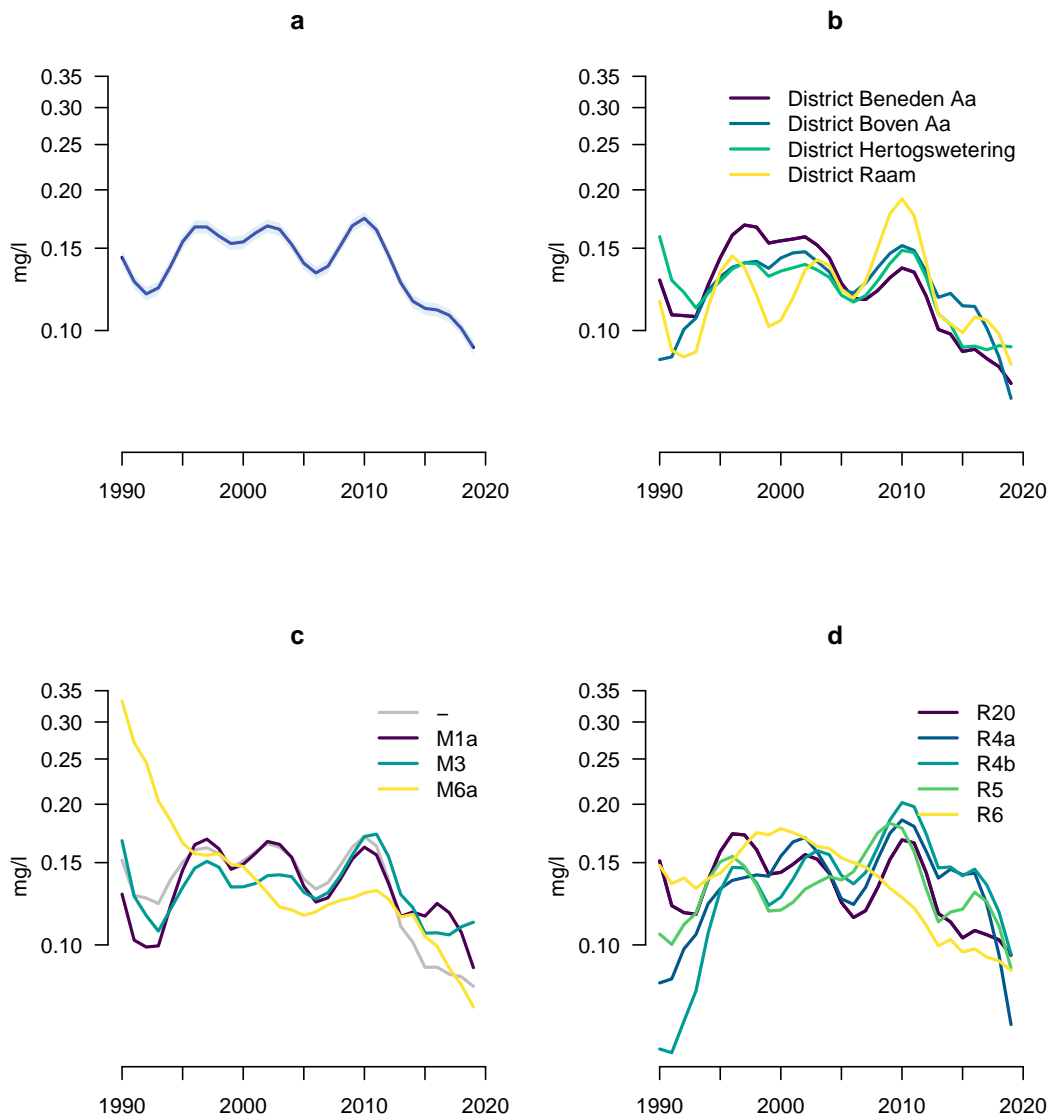 a
0.35
0.30
0.25
0.20
0.15
0.10
mg/l
1990 2000 2010 2020
b
0.35
0.30
0.25
0.20
0.15
0.10
mg/l
District Beneden Aa
District Boven Aa
District Hertogswetering
District Raam
1990 2000 2010 2020
c
0.35
0.30
0.25
0.20
0.15
0.10
mg/l
–
M1a
M3
M6a
1990 2000 2010 2020
d
0.35
0.30
0.25
0.20
0.15
0.10
mg/l
R20
R4a
R4b
R5
R6
1990 2000 2010 2020